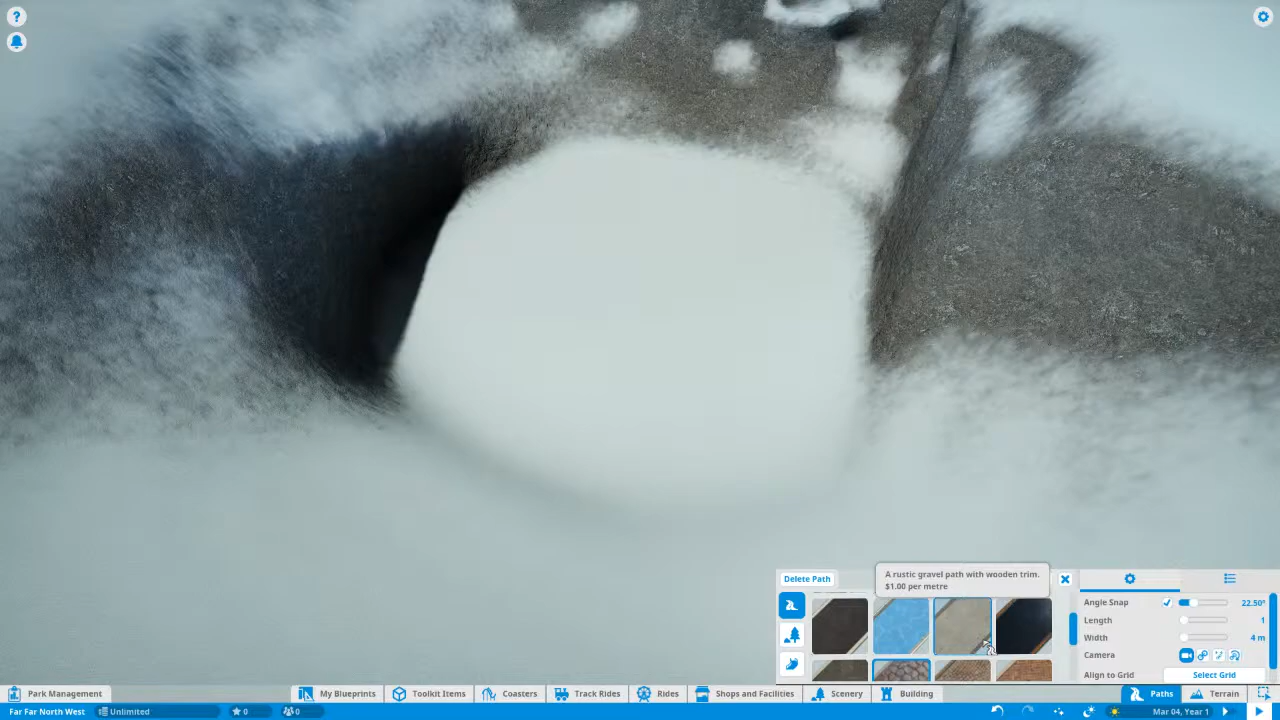 ?
Delete Path
A rustic gravel path with wooden trim.
$1.00 per metre
Angle Snap 22.50°
Length 1
Width 4 m
Camera
Align to Grid Select Grid
Park Management My Blueprints Toolkit Items Coasters Track Rides Rides Shops and Facilities Scenery Building Paths Terrain
Far Far North West Unlimited 0 0 Mar 04, Year 1